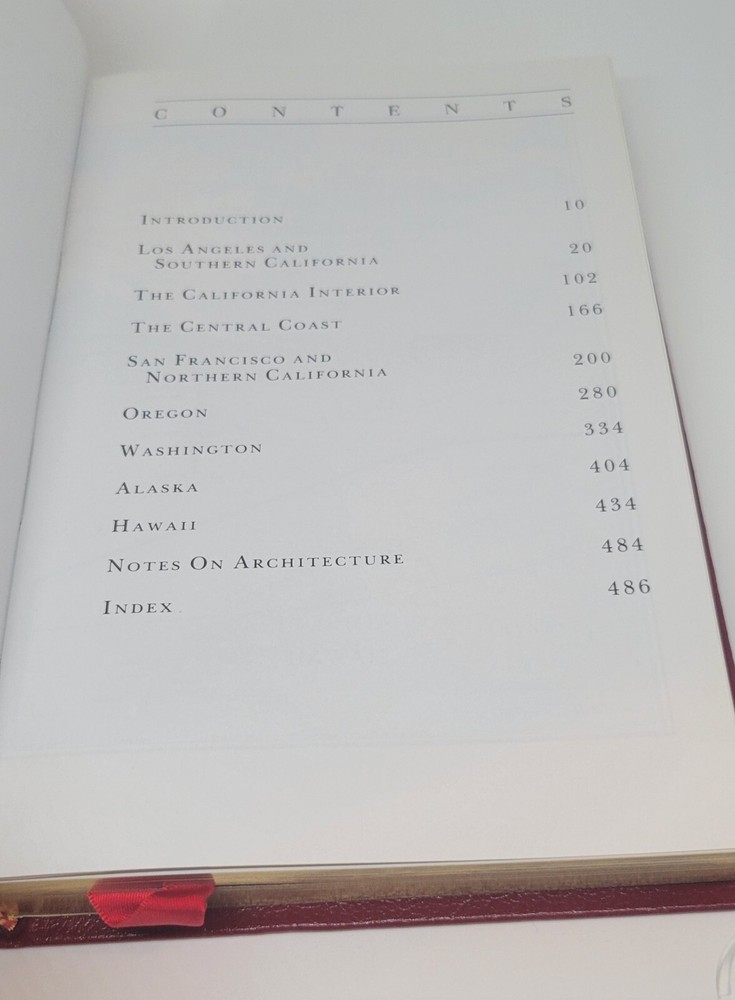 CONTENTS
INTRODUCTION 10
LOS ANGELES AND
SOUTHERN CALIFORNIA 20
THE CALIFORNIA INTERIOR 102
THE CENTRAL COAST 166
SAN FRANCISCO AND
NORTHERN CALIFORNIA 200
OREGON 280
WASHINGTON 334
ALASKA 404
HAWAII 434
NOTES ON ARCHITECTURE 484
INDEX 486